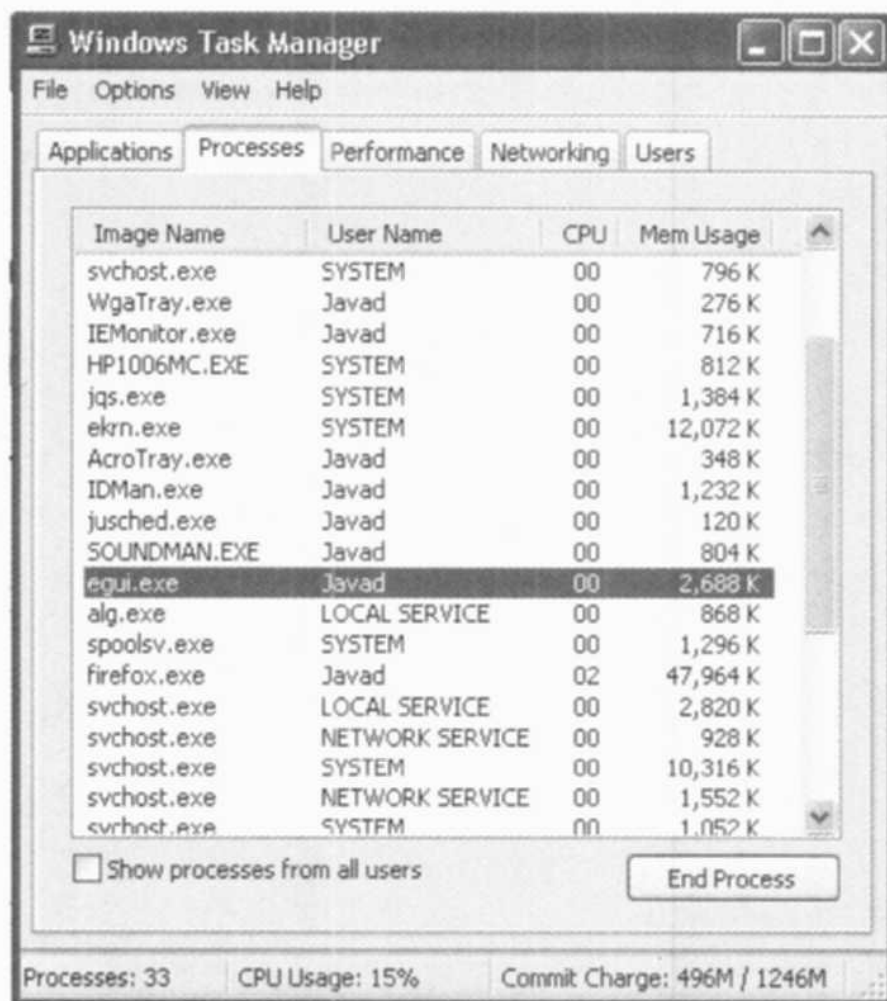 Windows Task Manager
File Options View Help
Applications Processes Performance Networking Users
Image Name User Name CPU Mem Usage
svchost.exe SYSTEM 00 796 K
WgaTray.exe Javad 00 276 K
IEMonitor.exe Javad 00 716 K
HP1006MC.EXE SYSTEM 00 812 K
jqs.exe SYSTEM 00 1,384 K
ekrn.exe SYSTEM 00 12,072 K
AcroTray.exe Javad 00 348 K
IDMan.exe Javad 00 1,232 K
jusched.exe Javad 00 120 K
SOUNDMAN.EXE Javad 00 804 K
egui.exe Javad 00 2,688 K
alg.exe LOCAL SERVICE 00 868 K
spoolsv.exe SYSTEM 00 1,296 K
firefox.exe Javad 02 47,964 K
svchost.exe LOCAL SERVICE 00 2,820 K
svchost.exe NETWORK SERVICE 00 928 K
svchost.exe SYSTEM 00 10,316 K
svchost.exe NETWORK SERVICE 00 1,552 K
svchost.exe SYSTEM 00 1,052 K
Show processes from all users
End Process
Processes: 33 CPU Usage: 15% Commit Charge: 496M / 1246M